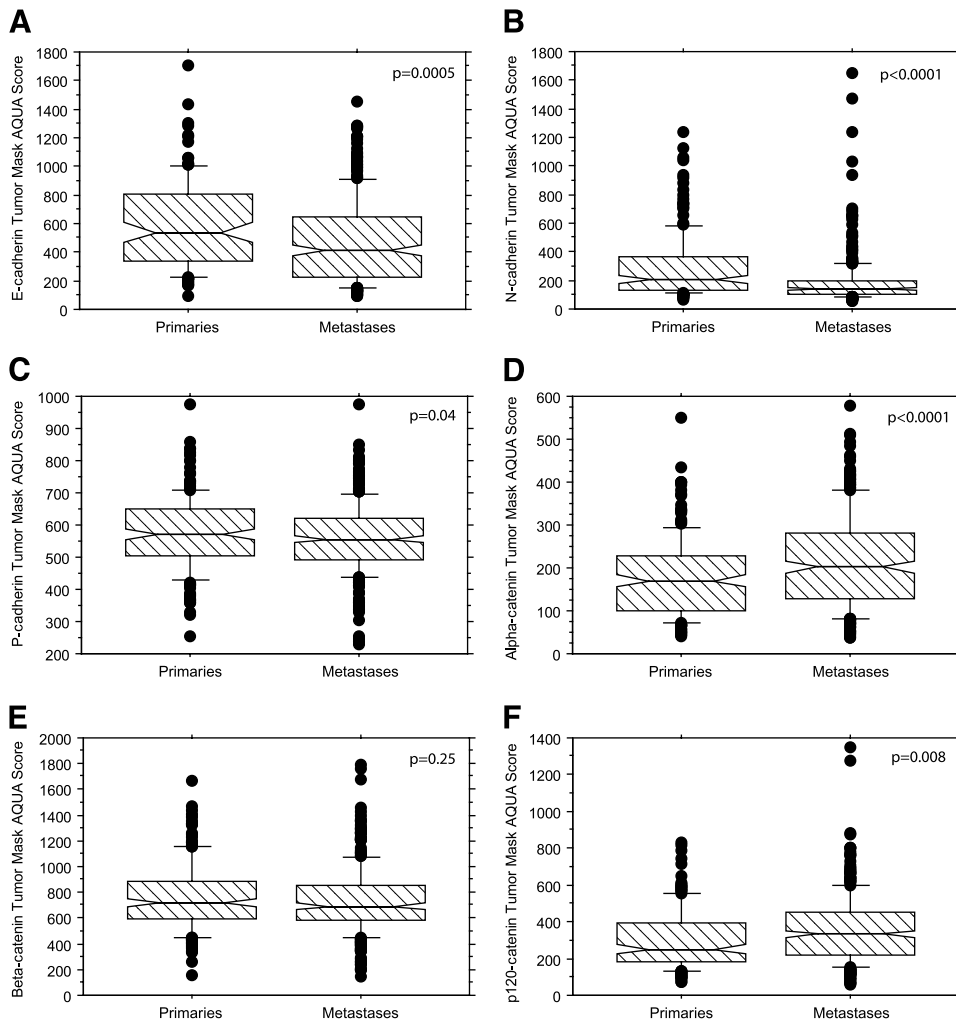 A
E-cadherin Tumor Mask AQUA Score
1800
1600
1400
1200
1000
800
600
400
200
0
p=0.0005
Primaries
Metastases
B
N-cadherin Tumor Mask AQUA Score
1800
1600
1400
1200
1000
800
600
400
200
0
p<0.0001
Primaries
Metastases
C
P-cadherin Tumor Mask AQUA Score
1000
900
800
700
600
500
400
300
200
p=0.04
Primaries
Metastases
D
Alpha-catenin Tumor Mask AQUA Score
600
500
400
300
200
100
0
p<0.0001
Primaries
Metastases
E
Beta-catenin Tumor Mask AQUA Score
2000
1800
1600
1400
1200
1000
800
600
400
200
0
p=0.25
Primaries
Metastases
F
p120-catenin Tumor Mask AQUA Score
1400
1200
1000
800
600
400
200
0
p=0.008
Primaries
Metastases